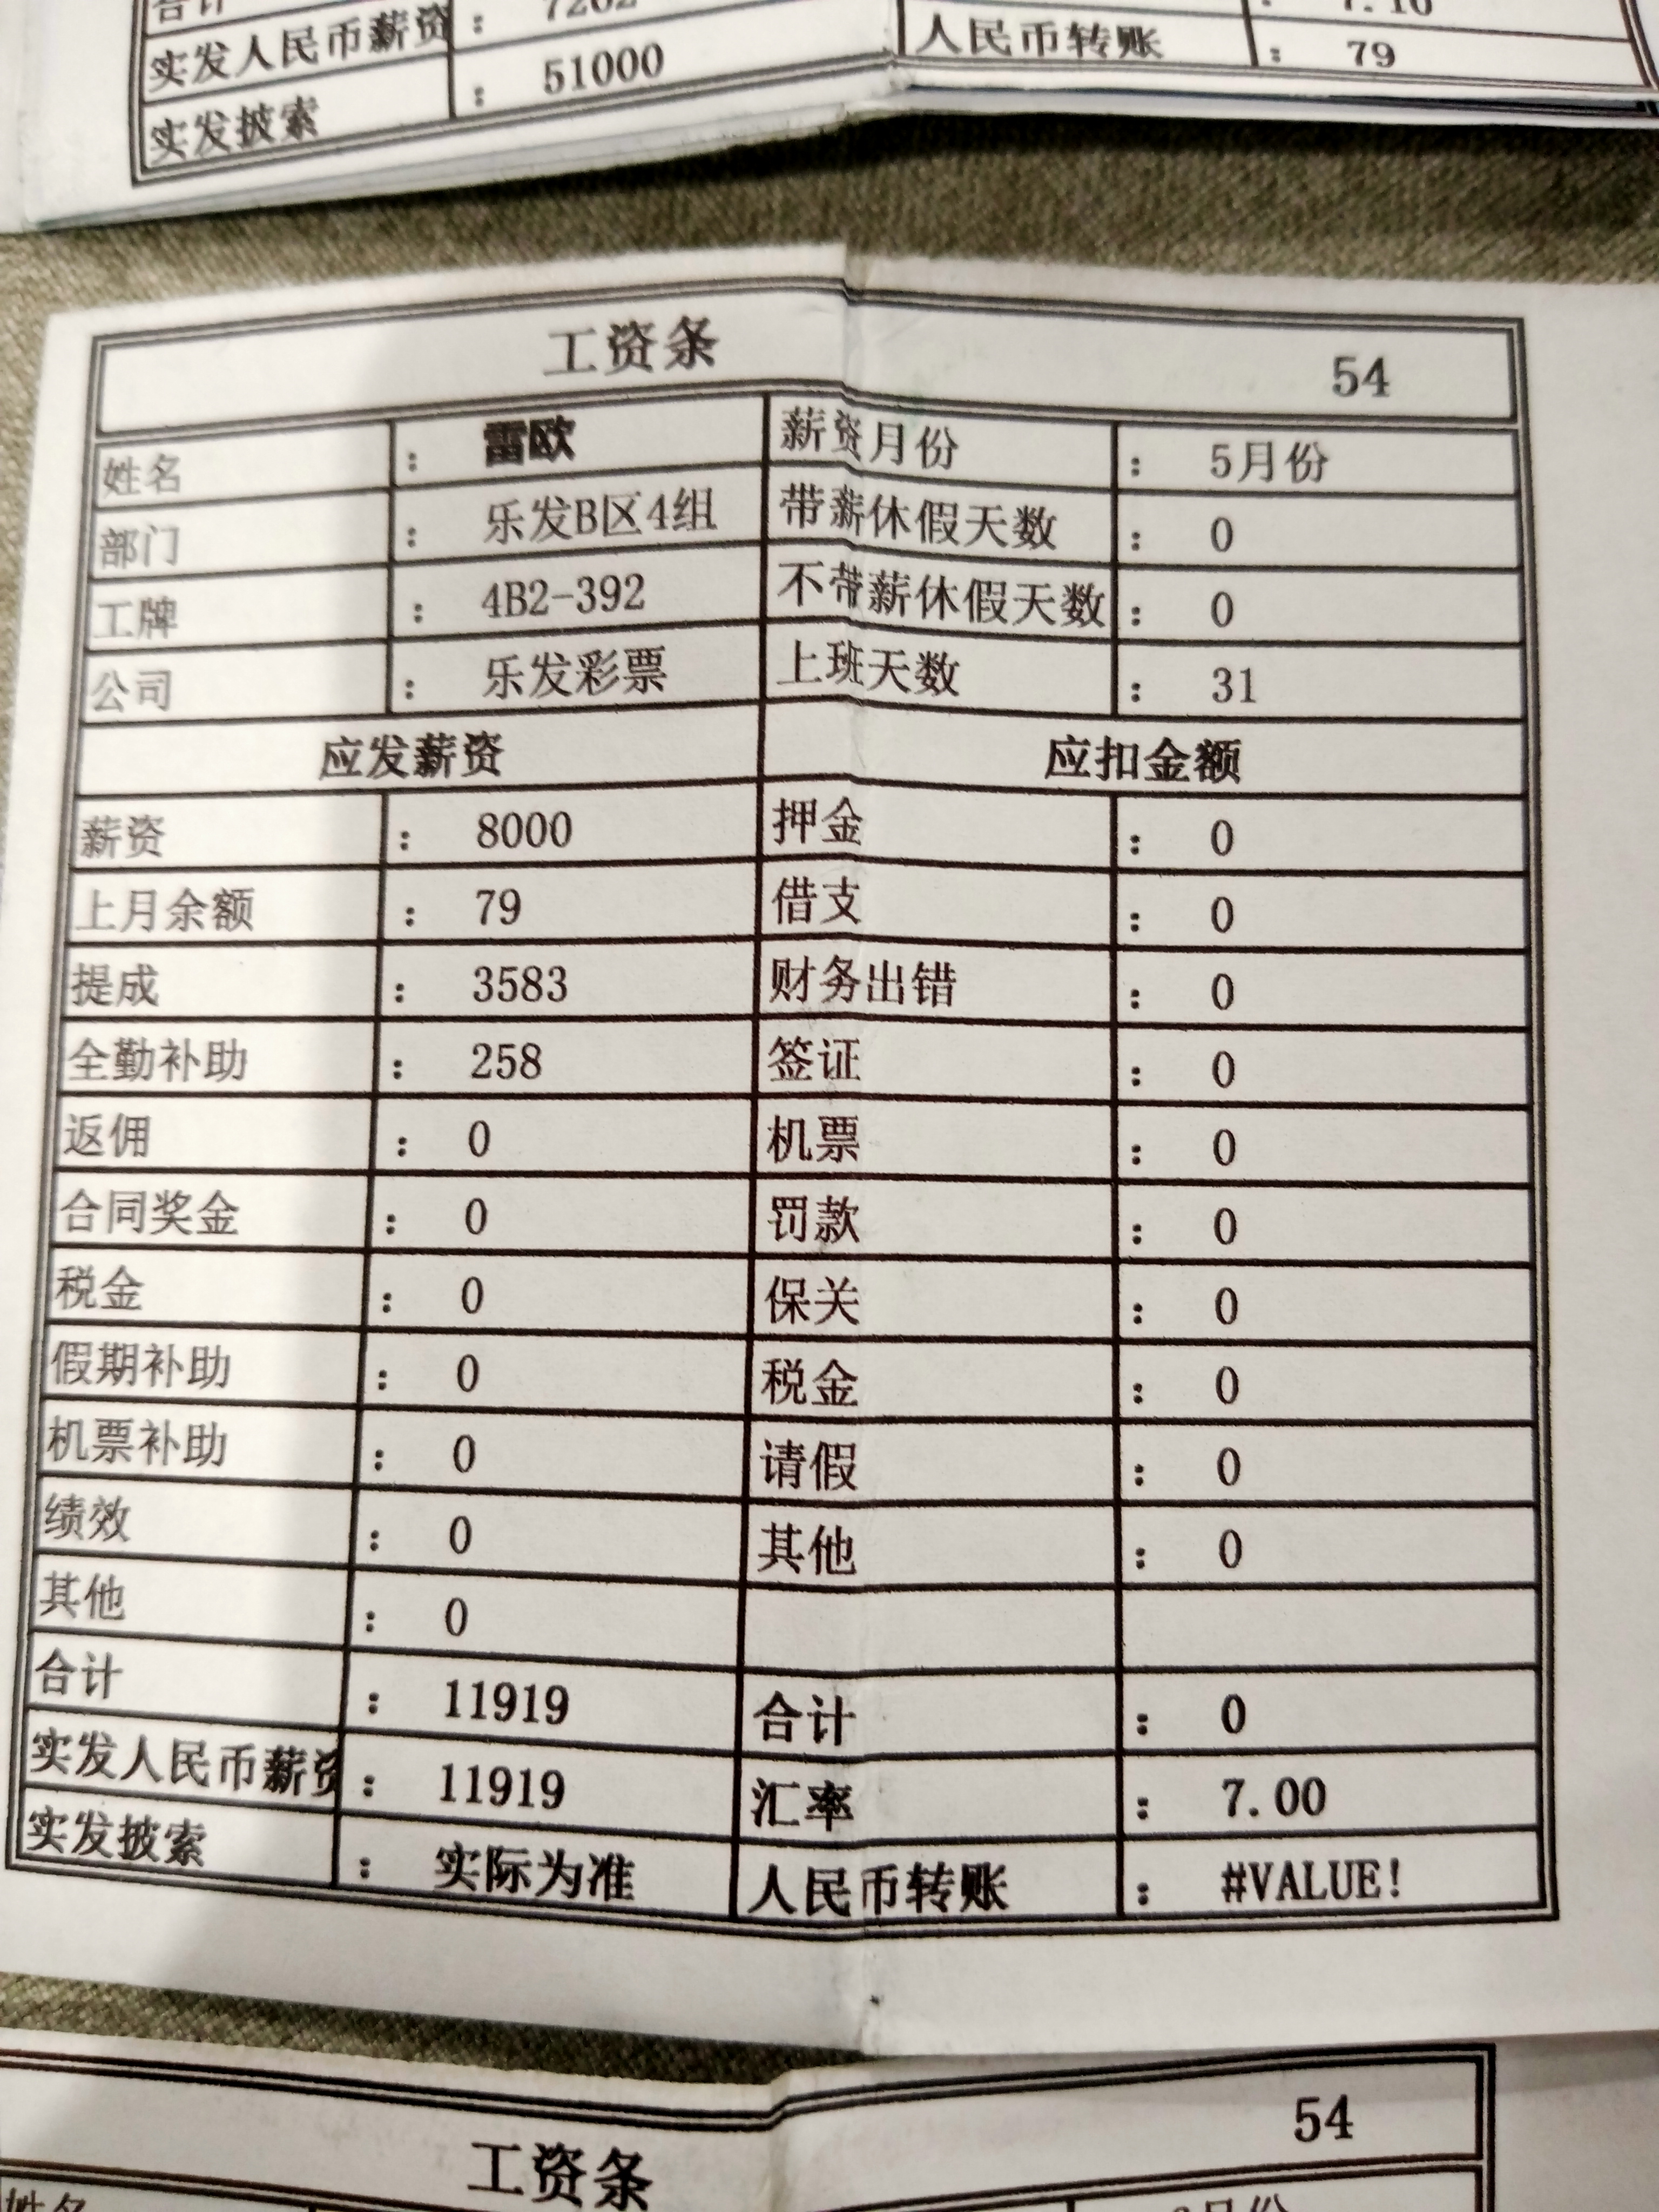 合计 : 7262 : 7.10
实发人民币薪资 : 人民币转账 : 79
实发披索 : 51000
工资条 54
姓名 : 雷欧 薪资月份 : 5月份
部门 : 乐发B区4组 带薪休假天数 : 0
工牌 : 4B2-392 不带薪休假天数 : 0
公司 : 乐发彩票 上班天数 : 31
应发薪资 应扣金额
薪资 : 8000 押金 : 0
上月余额 : 79 借支 : 0
提成 : 3583 财务出错 : 0
全勤补助 : 258 签证 : 0
返佣 : 0 机票 : 0
合同奖金 : 0 罚款 : 0
税金 : 0 保关 : 0
假期补助 : 0 税金 : 0
机票补助 : 0 请假 : 0
绩效 : 0 其他 : 0
其他 : 0
合计 : 11919 合计 : 0
实发人民币薪资 : 11919 汇率 : 7.00
实发披索 : 实际为准 人民币转账 : #VALUE!
工资条 54
姓名 月份